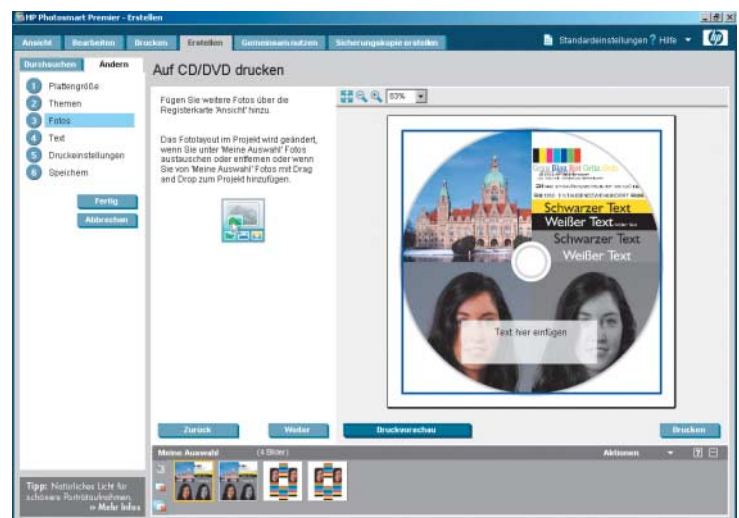 HP Photosmart Premier - Erstellen
Ansicht Bearbeiten Drucken Erstellen Gemeinsam nutzen Sicherungskopie erstellen Standardeinstellungen ? Hilfe hp
Durchsuchen Ändern
1 Plattengröße
2 Themen
3 Fotos
4 Text
5 Druckeinstellungen
6 Speichern
Fertig
Abbrechen
Auf CD/DVD drucken
Fügen Sie weitere Fotos über die
Registerkarte 'Ansicht' hinzu.
Das Fotolayout im Projekt wird geändert,
wenn Sie unter 'Meine Auswahl' Fotos
austauschen oder entfernen oder wenn
Sie von 'Meine Auswahl' Fotos mit Drag
and Drop zum Projekt hinzufügen.
63%
Schwarzer Text
Weißer Text
Schwarzer Text
Weißer Text
Text hier einfügen
Zurück Weiter Druckvorschau Drucken
Meine Auswahl (4 Bilder) Aktionen ?
Tipp: Natürliches Licht für
schönere Porträtaufnahmen.
» Mehr Infos